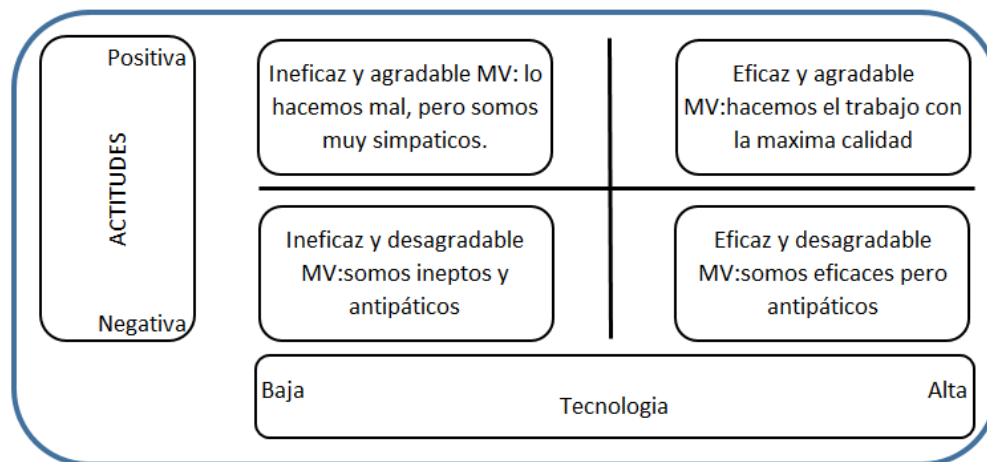 Positiva
ACTITUDES
Negativa
Ineficaz y agradable MV: lo
hacemos mal, pero somos
muy simpaticos.
Eficaz y agradable
MV:hacemos el trabajo con
la maxima calidad
Ineficaz y desagradable
MV:somos ineptos y
antipáticos
Eficaz y desagradable
MV:somos eficaces pero
antipáticos
Baja
Tecnologia
Alta